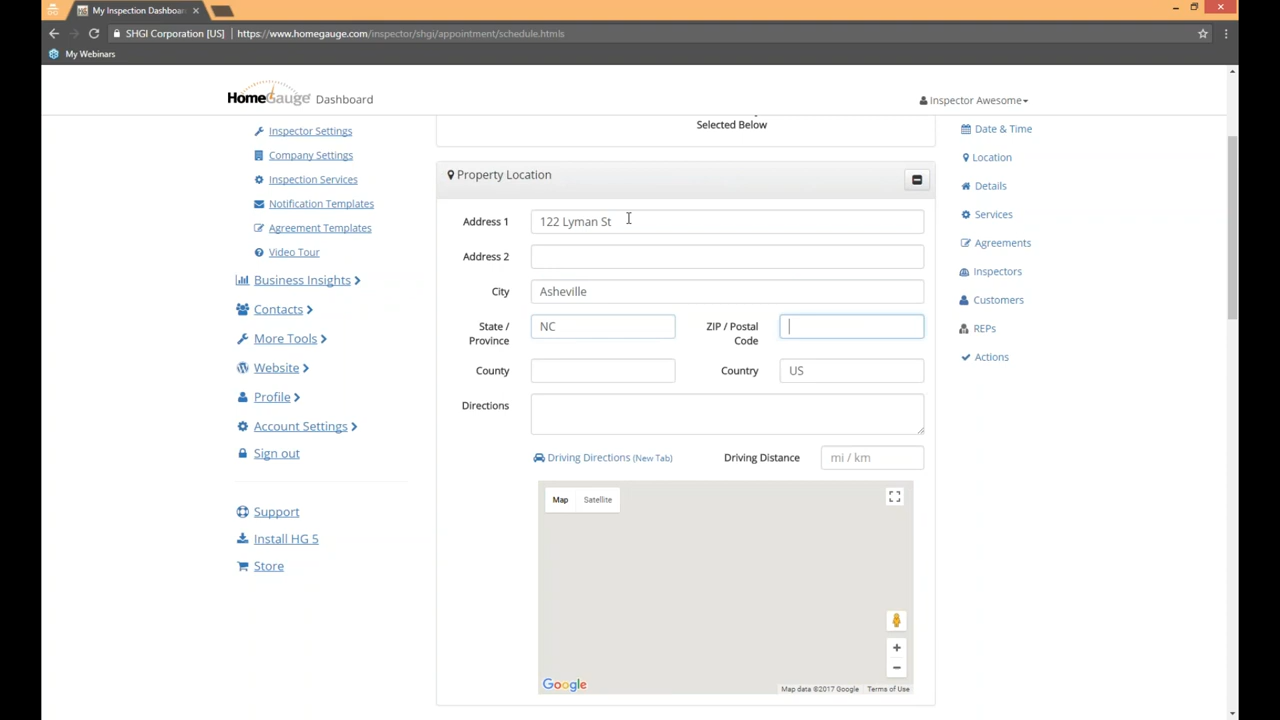 My Inspection Dashboa
SHGI Corporation [US] | https://www.homegauge.com/inspector/shgi/appointment/schedule.htmls
My Webinars
HomeGauge Dashboard
Inspector Awesome
Inspector Settings
Company Settings
Inspection Services
Notification Templates
Agreement Templates
Video Tour
Business Insights
Contacts
More Tools
Website
Profile
Account Settings
Sign out
Support
Install HG 5
Store
Selected Below
Property Location
Address 1 122 Lyman St
Address 2
City Asheville
State / Province NC
ZIP / Postal Code
County
Country US
Directions
Driving Directions (New Tab)
Driving Distance mi / km
Map Satellite
Google
Map data ©2017 Google Terms of Use
Date & Time
Location
Details
Services
Agreements
Inspectors
Customers
REPs
Actions